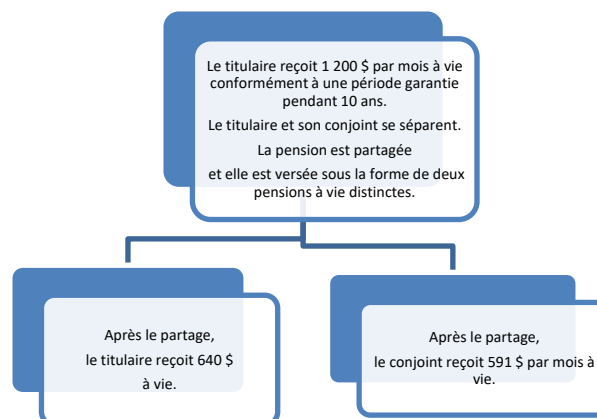 Le titulaire reçoit 1 200 $ par mois à vie
conformément à une période garantie
pendant 10 ans.
Le titulaire et son conjoint se séparent.
La pension est partagée
et elle est versée sous la forme de deux
pensions à vie distinctes.
Après le partage,
le titulaire reçoit 640 $
à vie.
Après le partage,
le conjoint reçoit 591 $ par mois à
vie.